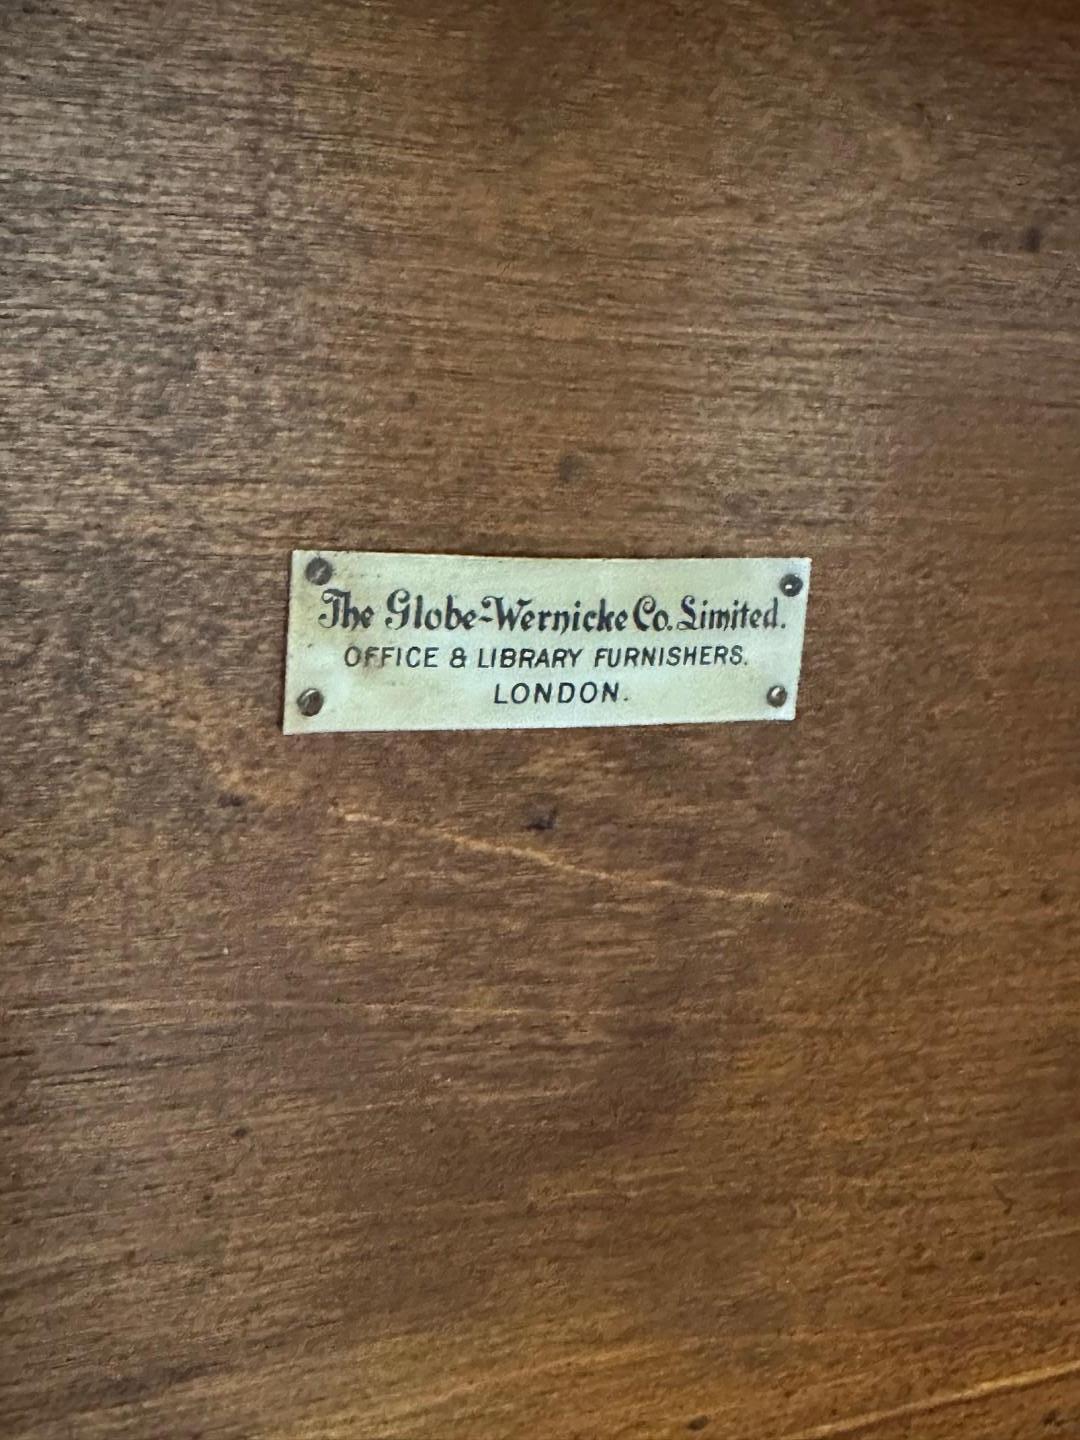 The Globe-Wernicke Co. Limited.
OFFICE & LIBRARY FURNISHERS.
LONDON.